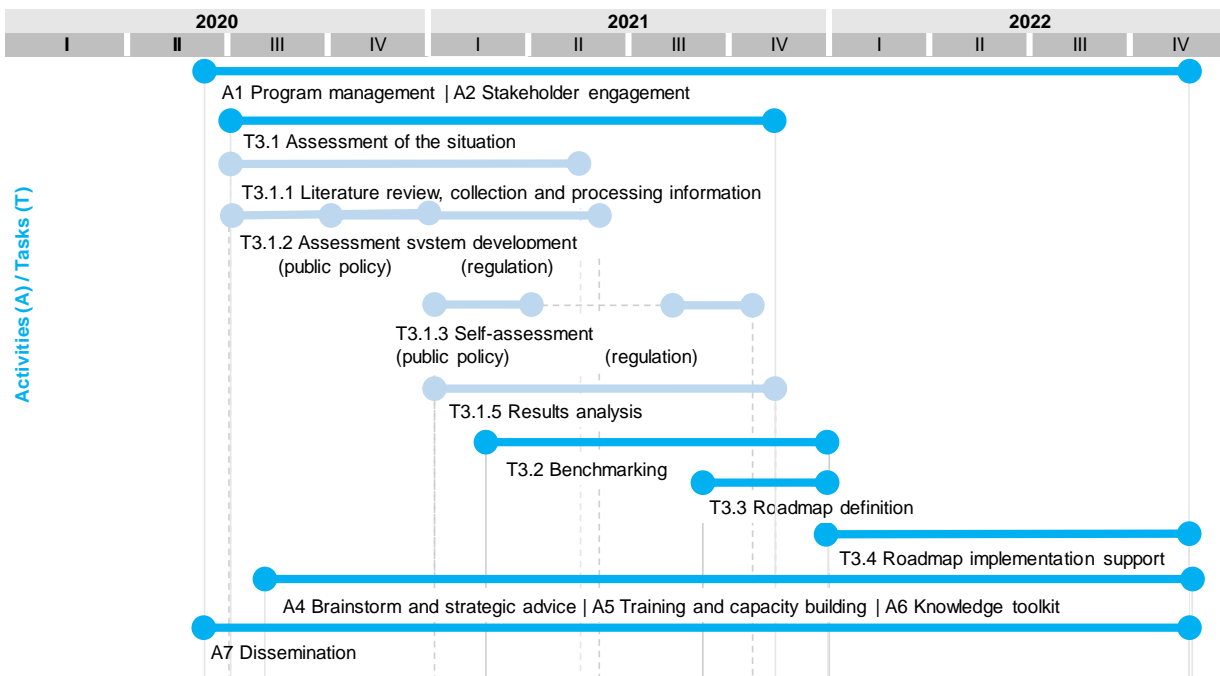 2020 2021 2022
I II III IV I II III IV I II III IV
Activities (A) / Tasks (T)
A1 Program management | A2 Stakeholder engagement
T3.1 Assessment of the situation
T3.1.1 Literature review, collection and processing information
T3.1.2 Assessment system development
(public policy) (regulation)
T3.1.3 Self-assessment
(public policy) (regulation)
T3.1.5 Results analysis
T3.2 Benchmarking
T3.3 Roadmap definition
T3.4 Roadmap implementation support
A4 Brainstorm and strategic advice | A5 Training and capacity building | A6 Knowledge toolkit
A7 Dissemination